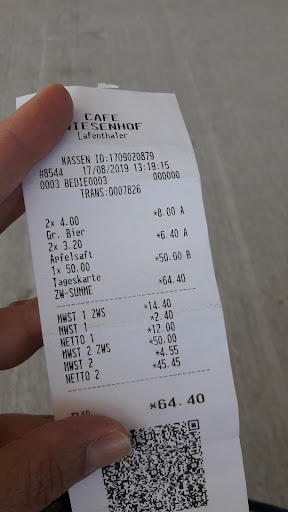 CAFE
WIESENHOF
Lafenthaler
KASSEN ID:1709020879
#8544 17/08/2019 13:19:15
0003 BEDIE0003 000000
TRANS:0007826
2x 4.00
Gr. Bier *8.00 A
2x 3.20
Apfelsaft *6.40 A
1x 50.00
Tageskarte *50.00 B
ZW-SUMME *64.40
MWST 1 ZWS *14.40
MWST 1 *2.40
NETTO 1 *12.00
MWST 2 ZWS *50.00
MWST 2 *4.55
NETTO 2 *45.45
*64.40